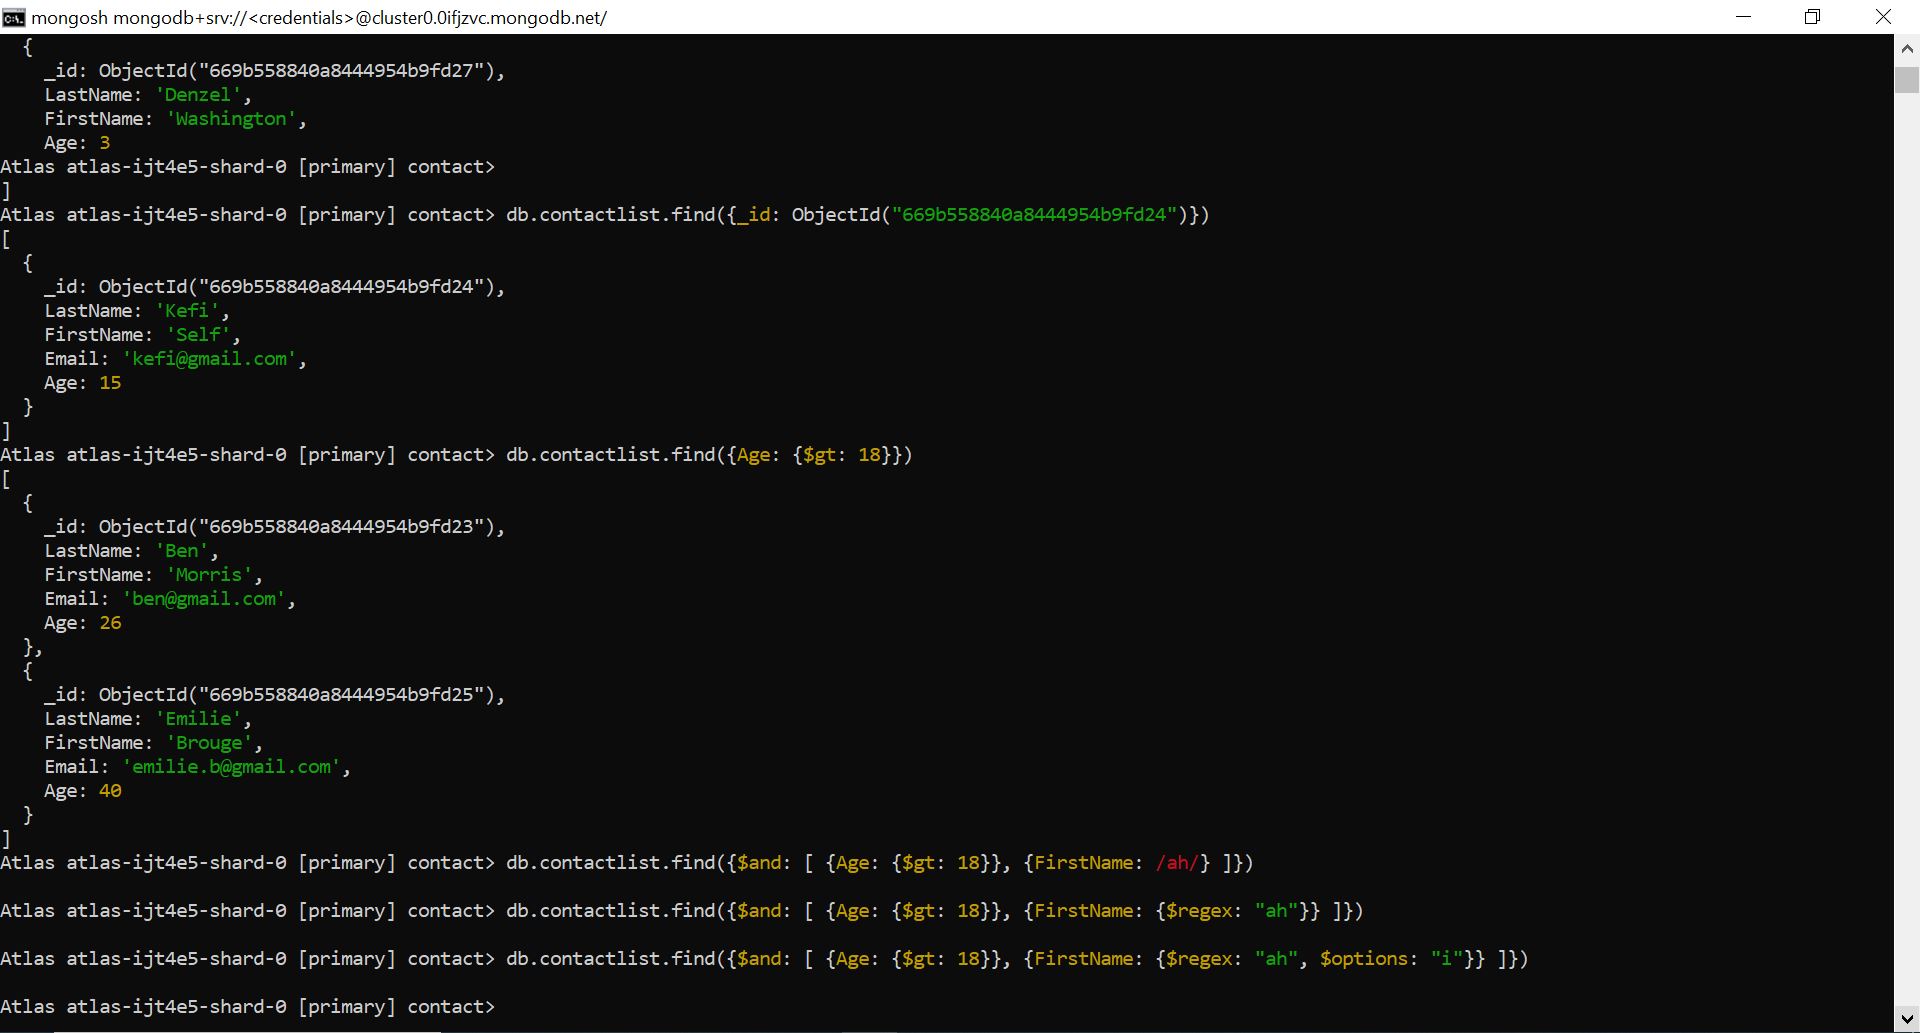 mongosh mongodb+srv://<credentials>@cluster0.0ifjzvc.mongodb.net/
  {
    _id: ObjectId("669b558840a8444954b9fd27"),
    LastName: 'Denzel',
    FirstName: 'Washington',
    Age: 3
Atlas atlas-ijt4e5-shard-0 [primary] contact>
]
Atlas atlas-ijt4e5-shard-0 [primary] contact> db.contactlist.find({_id: ObjectId("669b558840a8444954b9fd24")})
[
  {
    _id: ObjectId("669b558840a8444954b9fd24"),
    LastName: 'Kefi',
    FirstName: 'Self',
    Email: 'kefi@gmail.com',
    Age: 15
  }
]
Atlas atlas-ijt4e5-shard-0 [primary] contact> db.contactlist.find({Age: {$gt: 18}})
[
  {
    _id: ObjectId("669b558840a8444954b9fd23"),
    LastName: 'Ben',
    FirstName: 'Morris',
    Email: 'ben@gmail.com',
    Age: 26
  },
  {
    _id: ObjectId("669b558840a8444954b9fd25"),
    LastName: 'Emilie',
    FirstName: 'Brouge',
    Email: 'emilie.b@gmail.com',
    Age: 40
  }
]
Atlas atlas-ijt4e5-shard-0 [primary] contact> db.contactlist.find({$and: [ {Age: {$gt: 18}}, {FirstName: /ah/} ]})
Atlas atlas-ijt4e5-shard-0 [primary] contact> db.contactlist.find({$and: [ {Age: {$gt: 18}}, {FirstName: {$regex: "ah"}} ]})
Atlas atlas-ijt4e5-shard-0 [primary] contact> db.contactlist.find({$and: [ {Age: {$gt: 18}}, {FirstName: {$regex: "ah", $options: "i"}} ]})
Atlas atlas-ijt4e5-shard-0 [primary] contact>